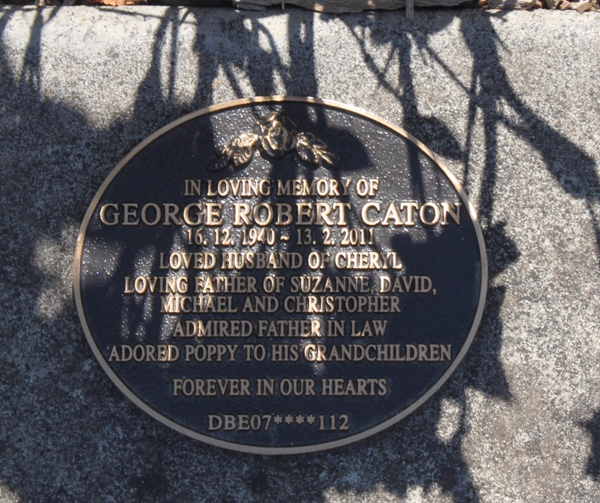 IN LOVING MEMORY OF
GEORGE ROBERT CATON
16. 12. 1940 ~ 13. 2. 2011
LOVED HUSBAND OF CHERYL
LOVING FATHER OF SUZANNE, DAVID,
MICHAEL AND CHRISTOPHER
ADMIRED FATHER IN LAW
ADORED POPPY TO HIS GRANDCHILDREN
FOREVER IN OUR HEARTS
DBE07****112